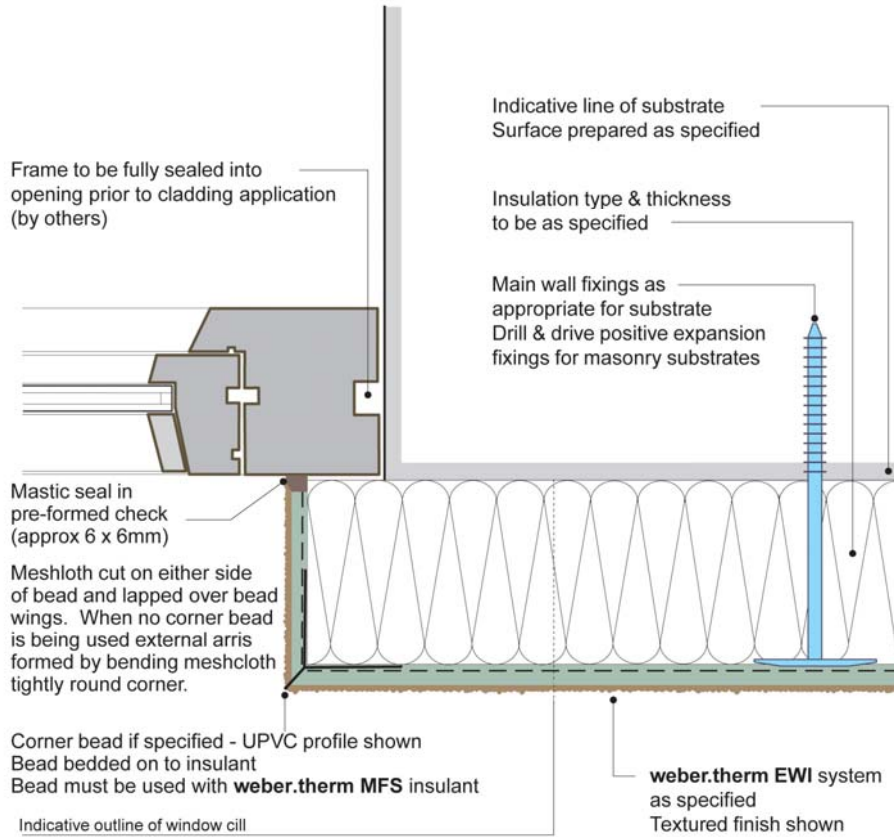 Indicative line of substrate
Surface prepared as specified
Frame to be fully sealed into
opening prior to cladding application
(by others)
Insulation type & thickness
to be as specified
Main wall fixings as
appropriate for substrate
Drill & drive positive expansion
fixings for masonry substrates
Mastic seal in
pre-formed check
(approx 6 x 6mm)
Meshloth cut on either side
of bead and lapped over bead
wings. When no corner bead
is being used external arris
formed by bending meshcloth
tightly round corner.
Corner bead if specified - UPVC profile shown
Bead bedded on to insulant
Bead must be used with weber.therm MFS insulant
Indicative outline of window cill
weber.therm EWI system
as specified
Textured finish shown